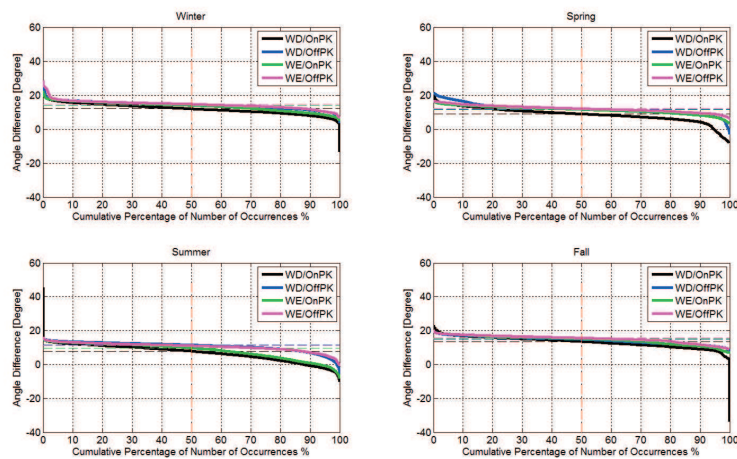 Winter
Angle Difference [Degree]
60
40
20
0
-20
-40
WD/OnPK
WD/OffPK
WE/OnPK
WE/OffPK
0 10 20 30 40 50 60 70 80 90 100
Cumulative Percentage of Number of Occurrences %
Spring
Angle Difference [Degree]
60
40
20
0
-20
-40
WD/OnPK
WD/OffPK
WE/OnPK
WE/OffPK
0 10 20 30 40 50 60 70 80 90 100
Cumulative Percentage of Number of Occurrences %
Summer
Angle Difference [Degree]
60
40
20
0
-20
-40
WD/OnPK
WD/OffPK
WE/OnPK
WE/OffPK
0 10 20 30 40 50 60 70 80 90 100
Cumulative Percentage of Number of Occurrences %
Fall
Angle Difference [Degree]
60
40
20
0
-20
-40
WD/OnPK
WD/OffPK
WE/OnPK
WE/OffPK
0 10 20 30 40 50 60 70 80 90 100
Cumulative Percentage of Number of Occurrences %